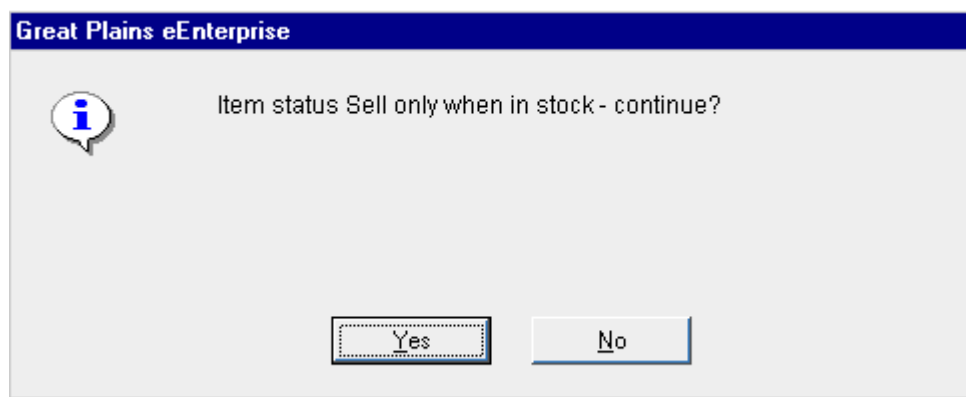 Great Plains eEnterprise
Item status Sell only when in stock - continue?
Yes No